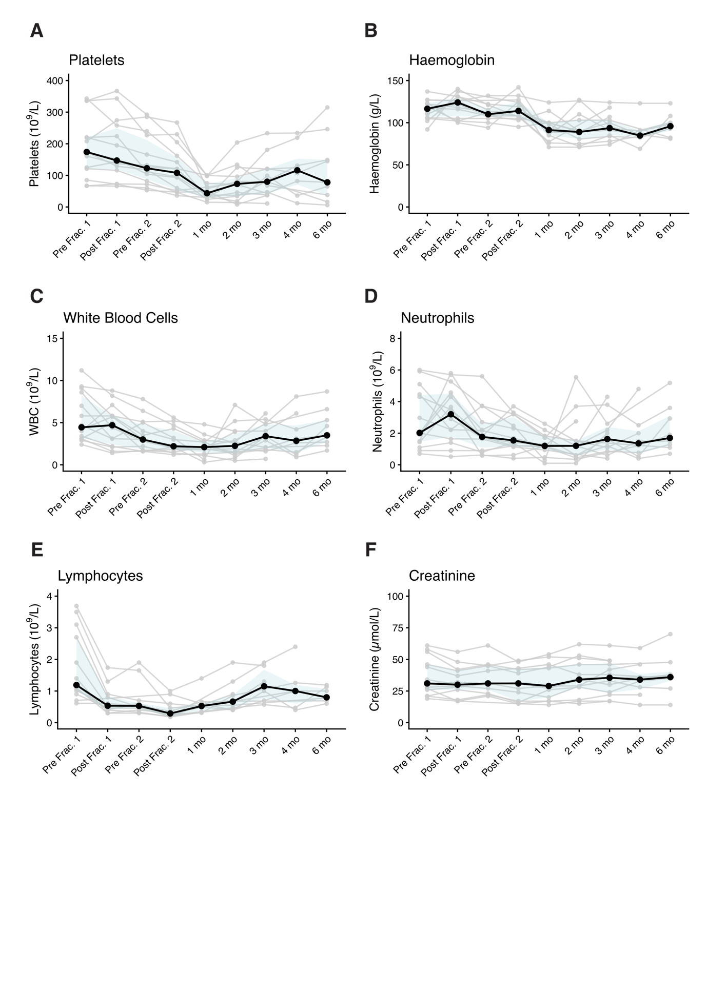 A
Platelets
Platelets (10⁹/L)
400
300
200
100
0
Pre Frac. 1
Post Frac. 1
Pre Frac. 2
Post Frac. 2
1 mo
2 mo
3 mo
4 mo
6 mo
B
Haemoglobin
Haemoglobin (g/L)
150
100
50
0
Pre Frac. 1
Post Frac. 1
Pre Frac. 2
Post Frac. 2
1 mo
2 mo
3 mo
4 mo
6 mo
C
White Blood Cells
WBC (10⁹/L)
15
10
5
0
Pre Frac. 1
Post Frac. 1
Pre Frac. 2
Post Frac. 2
1 mo
2 mo
3 mo
4 mo
6 mo
D
Neutrophils
Neutrophils (10⁹/L)
8
6
4
2
0
Pre Frac. 1
Post Frac. 1
Pre Frac. 2
Post Frac. 2
1 mo
2 mo
3 mo
4 mo
6 mo
E
Lymphocytes
Lymphocytes (10⁹/L)
4
3
2
1
0
Pre Frac. 1
Post Frac. 1
Pre Frac. 2
Post Frac. 2
1 mo
2 mo
3 mo
4 mo
6 mo
F
Creatinine
Creatinine (μmol/L)
100
75
50
25
0
Pre Frac. 1
Post Frac. 1
Pre Frac. 2
Post Frac. 2
1 mo
2 mo
3 mo
4 mo
6 mo